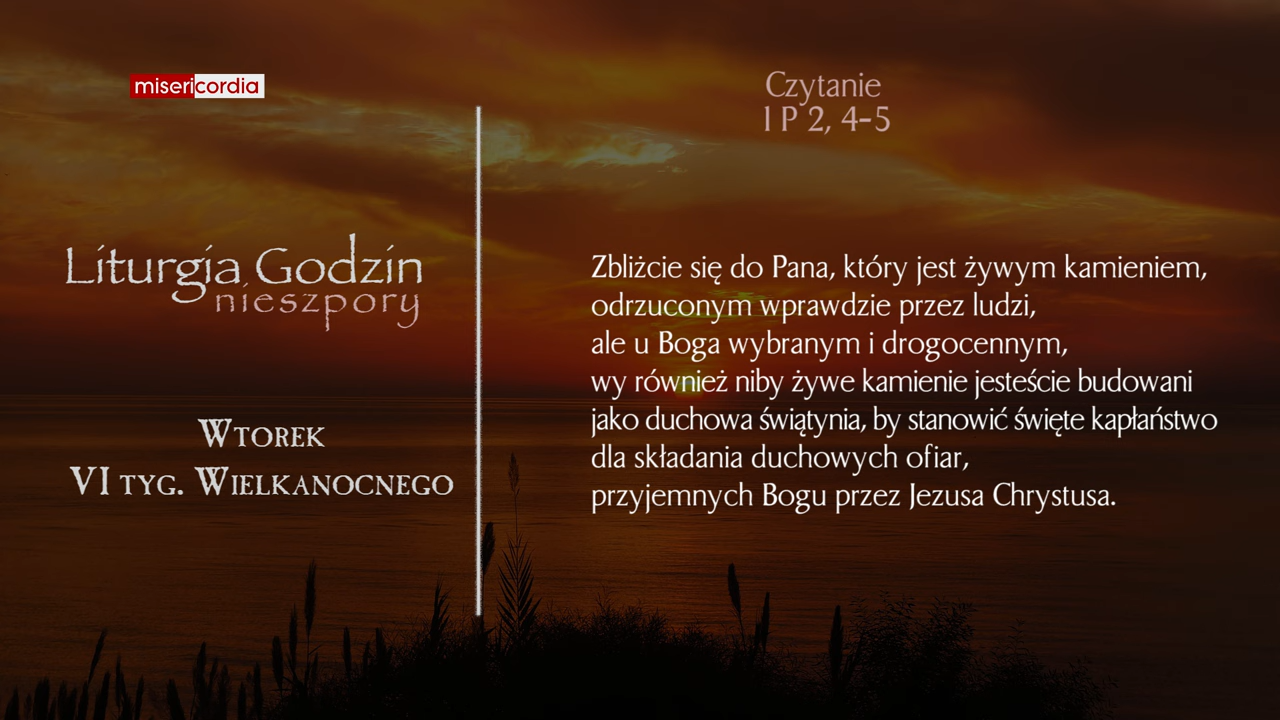 misericordia
Liturgia Godzin
nieszpory
Wtorek
VI tyg. Wielkanocnego
Czytanie
1 P 2, 4-5
Zbliżcie się do Pana, który jest żywym kamieniem,
odrzuconym wprawdzie przez ludzi,
ale u Boga wybranym i drogocennym,
wy również niby żywe kamienie jesteście budowani
jako duchowa świątynia, by stanowić święte kapłaństwo
dla składania duchowych ofiar,
przyjemnych Bogu przez Jezusa Chrystusa.